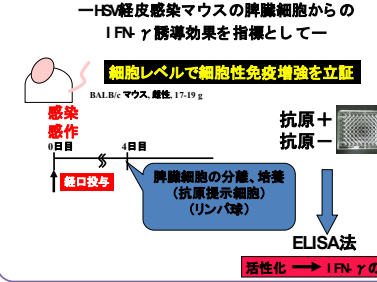 ―HSV経皮感染マウスの脾臓細胞からの
IFN-γ誘導効果を指標として―
細胞レベルで細胞性免疫増強を立証
BALB/c マウス, 雌性, 17-19 g
感染
感作
0日目
4日目
経口投与
脾臓細胞の分離、培養
(抗原提示細胞)
(リンパ球)
抗原+
抗原−
ELISA法
活性化 → IFN-γの